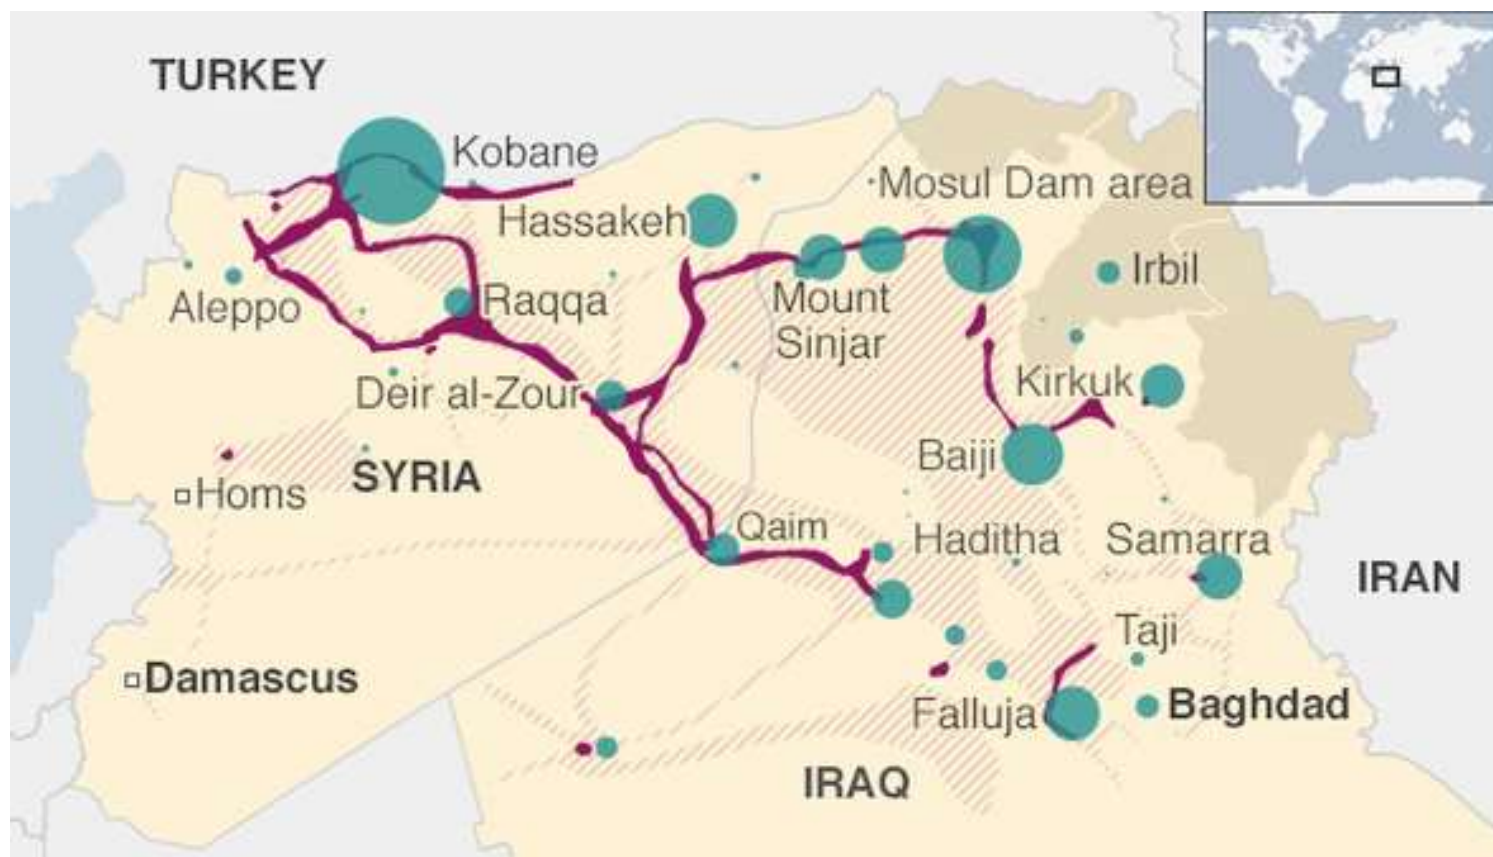 TURKEY
Kobane
Mosul Dam area
Hassakeh
Irbil
Aleppo
Raqqa
Mount
Sinjar
Kirkuk
Deir al-Zour
Baiji
SYRIA
Homs
Qaim
Haditha
Samarra
IRAN
Taji
Damascus
Falluja
Baghdad
IRAQ